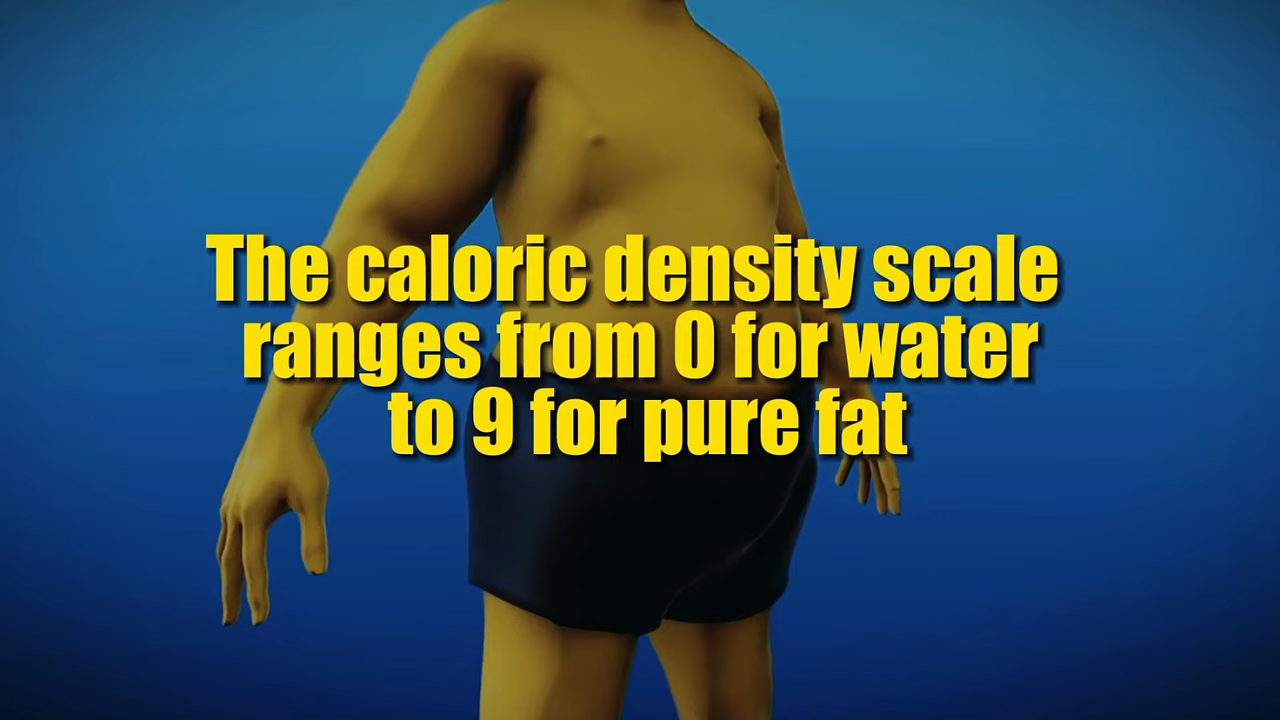 The caloric density scale
ranges from 0 for water
to 9 for pure fat